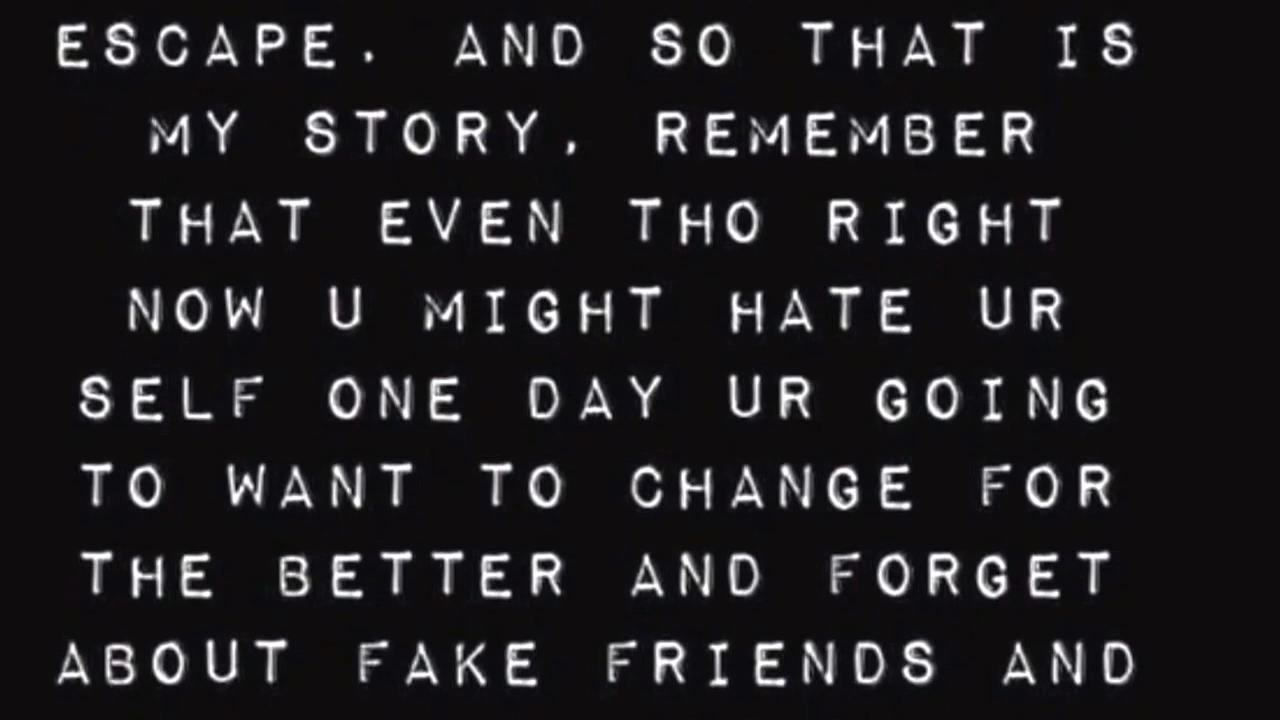 ESCAPE. AND SO THAT IS
MY STORY, REMEMBER
THAT EVEN THO RIGHT
NOW U MIGHT HATE UR
SELF ONE DAY UR GOING
TO WANT TO CHANGE FOR
THE BETTER AND FORGET
ABOUT FAKE FRIENDS AND